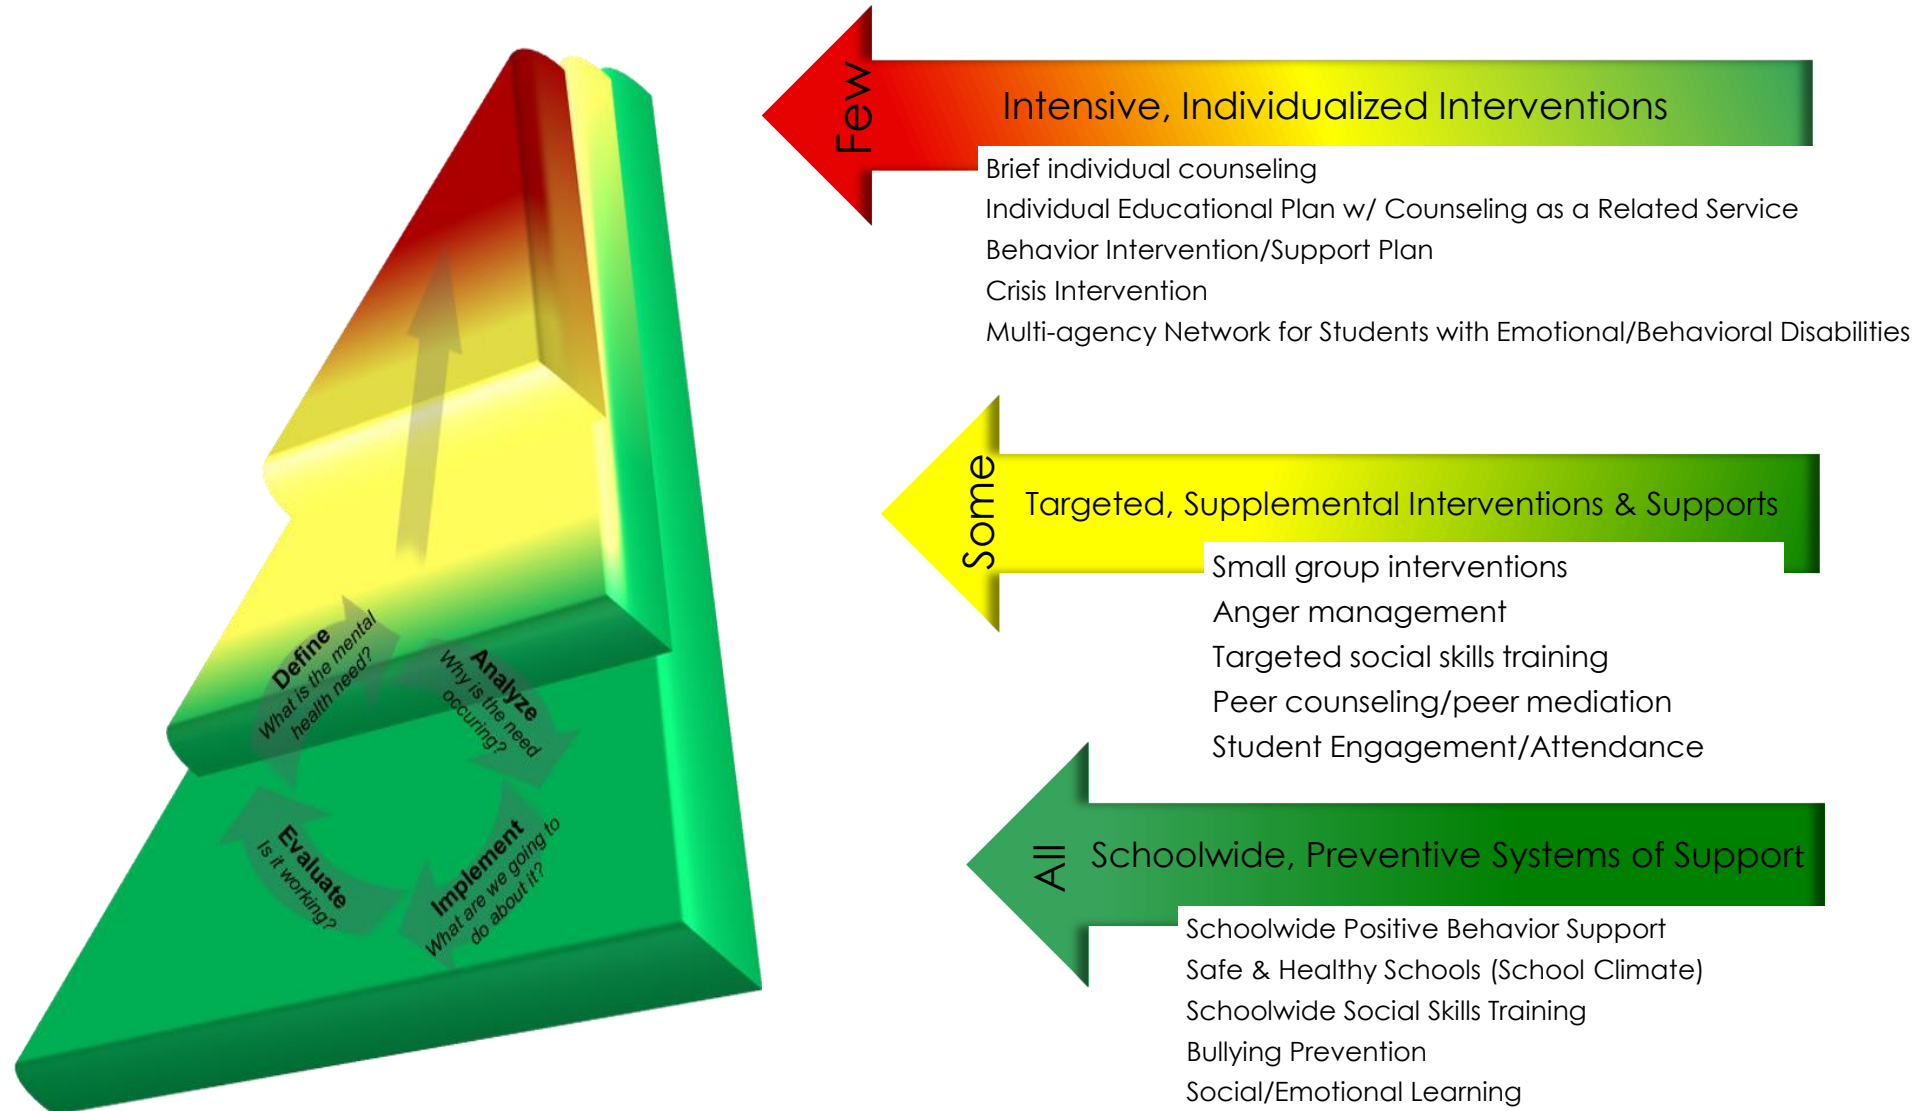 Few
Intensive, Individualized Interventions
Brief individual counseling
Individual Educational Plan w/ Counseling as a Related Service
Behavior Intervention/Support Plan
Crisis Intervention
Multi-agency Network for Students with Emotional/Behavioral Disabilities
Some
Targeted, Supplemental Interventions & Supports
Small group interventions
Anger management
Targeted social skills training
Peer counseling/peer mediation
Student Engagement/Attendance
All
Schoolwide, Preventive Systems of Support
Schoolwide Positive Behavior Support
Safe & Healthy Schools (School Climate)
Schoolwide Social Skills Training
Bullying Prevention
Social/Emotional Learning
Define
What is the mental
health need?
Analyze
Why is the need
occuring?
Implement
What are we going to
do about it?
Evaluate
Is it working?